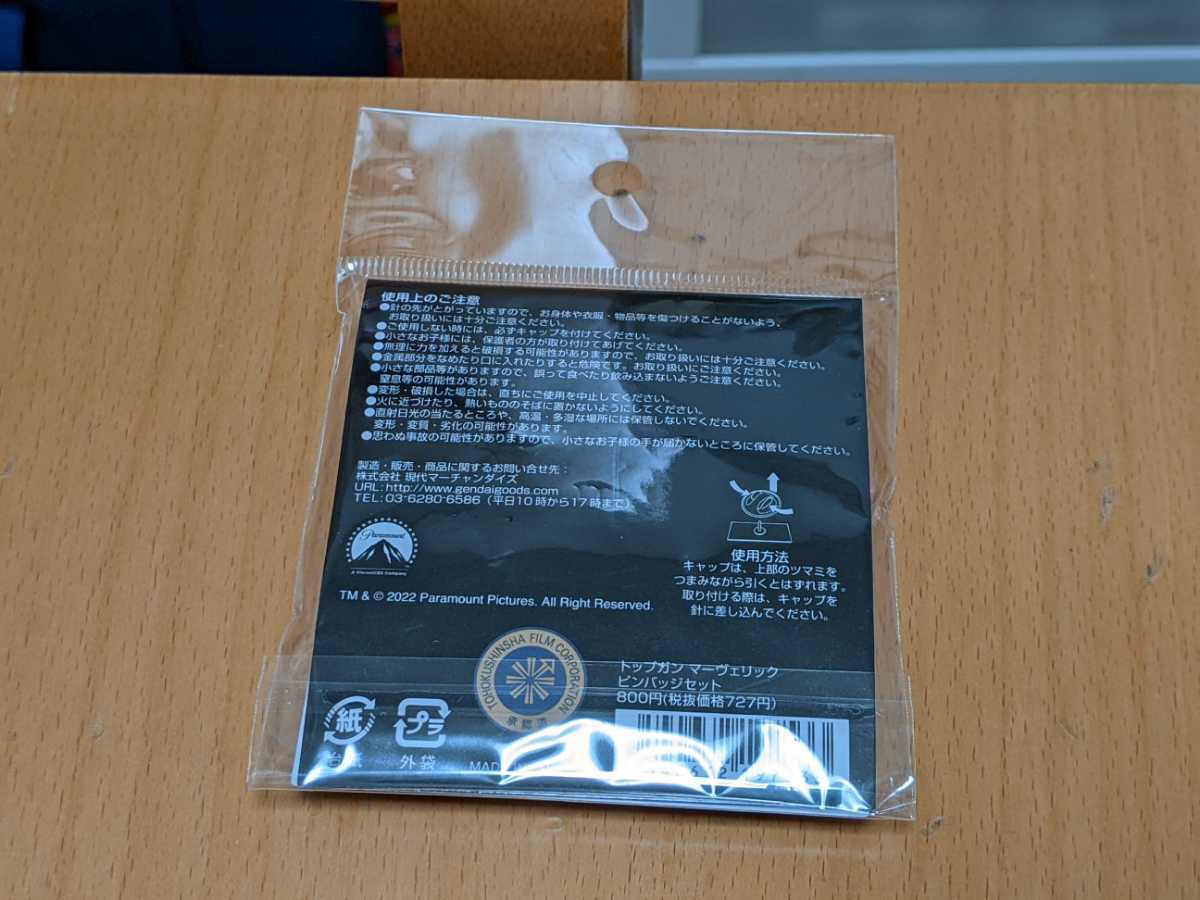 使用上のご注意
●針の先がとがっていますので、お身体や衣服・物品等を傷つけることがないよう、
お取り扱いには十分ご注意ください。
●ご使用しない時には、必ずキャップを付けてください。
●小さなお子様には、保護者の方が取り付けてあげてください。
●無理に力を加えると破損する可能性がありますので、お取り扱いには十分ご注意ください。
●金属部分をなめたり口に入れたりすると危険です。お取り扱いにご注意ください。
●小さな部品等がありますので、誤って食べたり飲み込まないようご注意ください。
窒息等の可能性があります。
●変形・破損した場合は、直ちにご使用を中止してください。
●火に近づけたり、熱いもののそばに置かないようにしてください。
●直射日光の当たるところや、高温・多湿な場所には保管しないでください。
変形・変質・劣化の可能性があります。
●思わぬ事故の可能性がありますので、小さなお子様の手が届かないところに保管してください。
製造・販売・商品に関するお問い合せ先:
株式会社 現代マーチャンダイズ
URL:http://www.gendaigoods.com
TEL:03-6280-6586 (平日10時から17時まで)
Paramount
A ViacomCBS Company
TM & © 2022 Paramount Pictures. All Right Reserved.
使用方法
キャップは、上部のツマミを
つまみながら引くとはずれます。
取り付ける際は、キャップを
針に差し込んでください。
TOHOKUSHINSHA FILM CORPORATION
承認済
トップガン マーヴェリック
ピンバッジセット
800円(税抜価格727円)
紙
台紙
プラ
外袋